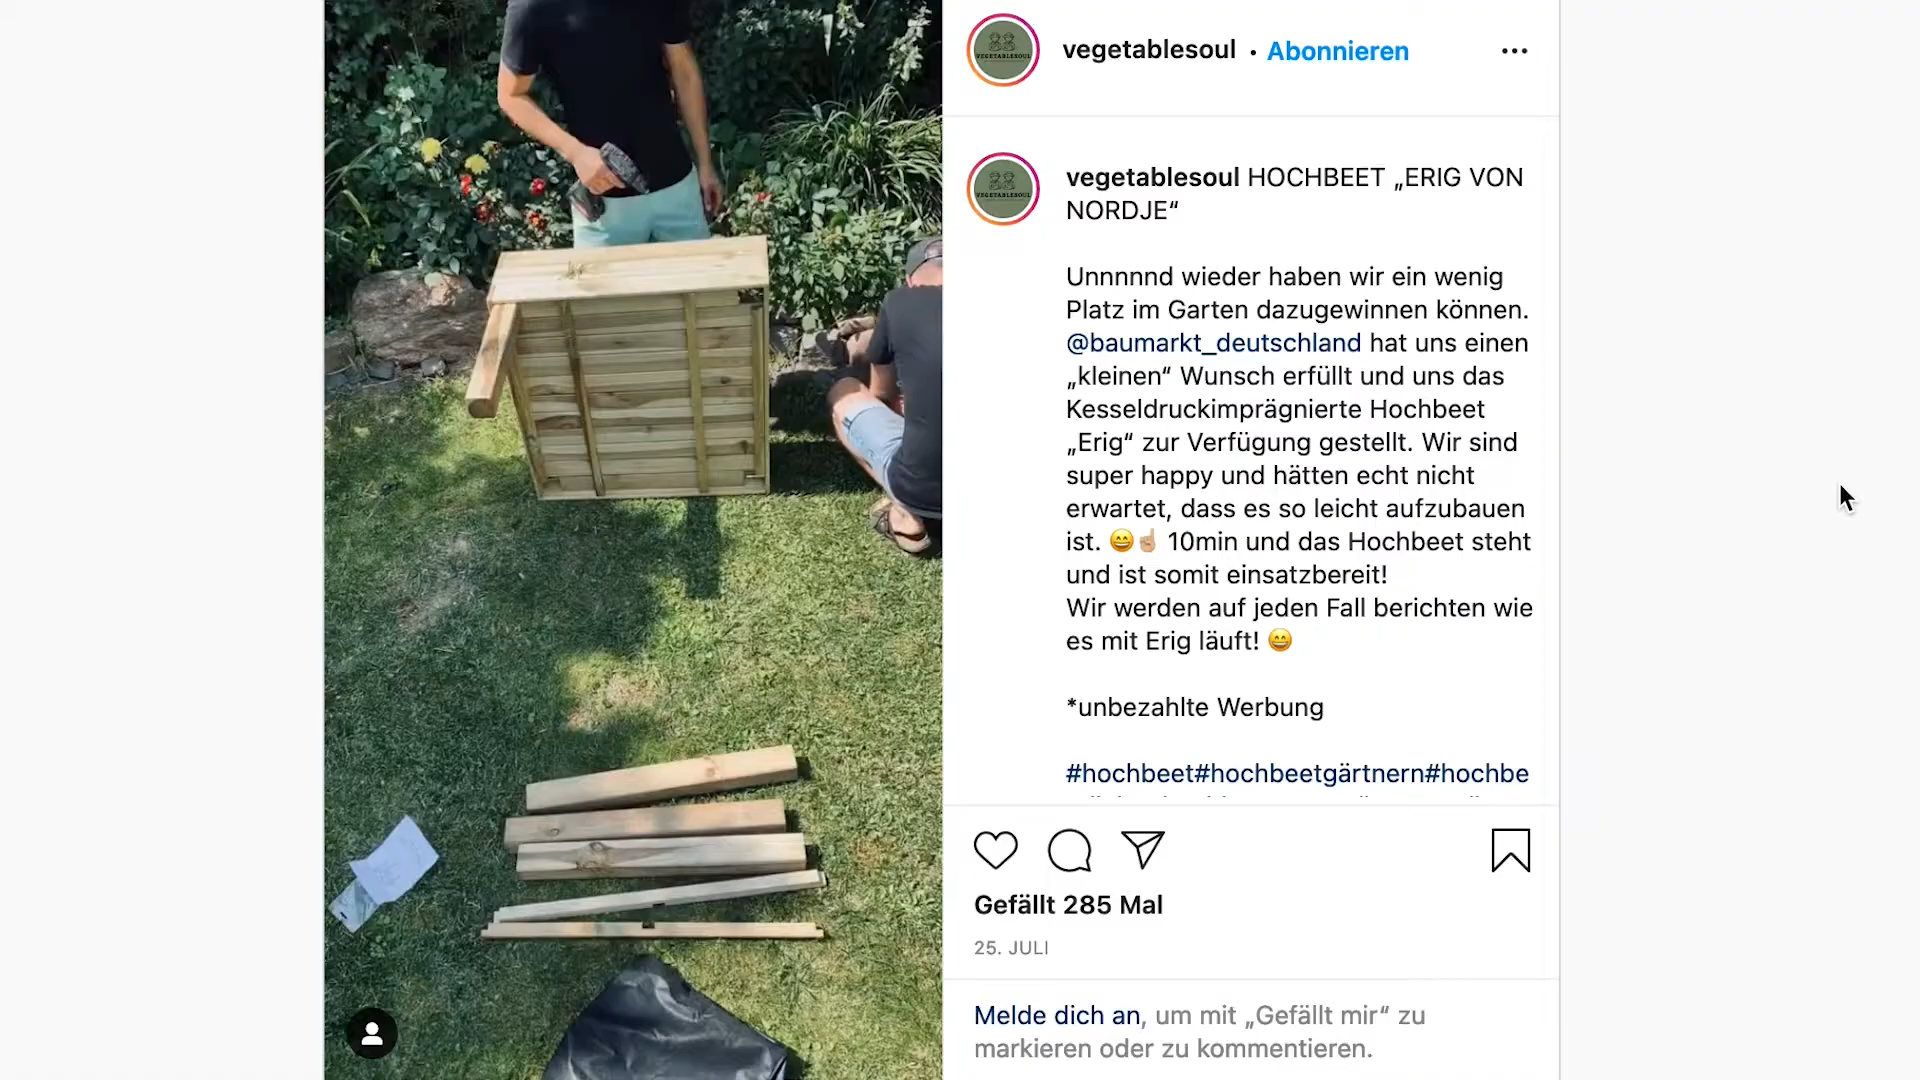 vegetablesoul • Abonnieren
vegetablesoul HOCHBEET „ERIG VON
NORDJE“
Unnnnnd wieder haben wir ein wenig
Platz im Garten dazugewinnen können.
@baumarkt_deutschland hat uns einen
„kleinen“ Wunsch erfüllt und uns das
Kesseldruckimprägnierte Hochbeet
„Erig“ zur Verfügung gestellt. Wir sind
super happy und hätten echt nicht
erwartet, dass es so leicht aufzubauen
ist. 😄☝🏼 10min und das Hochbeet steht
und ist somit einsatzbereit!
Wir werden auf jeden Fall berichten wie
es mit Erig läuft! 😄
*unbezahlte Werbung
#hochbeet#hochbeetgärtnern#hochbe
Gefällt 285 Mal
25. JULI
Melde dich an, um mit „Gefällt mir“ zu
markieren oder zu kommentieren.